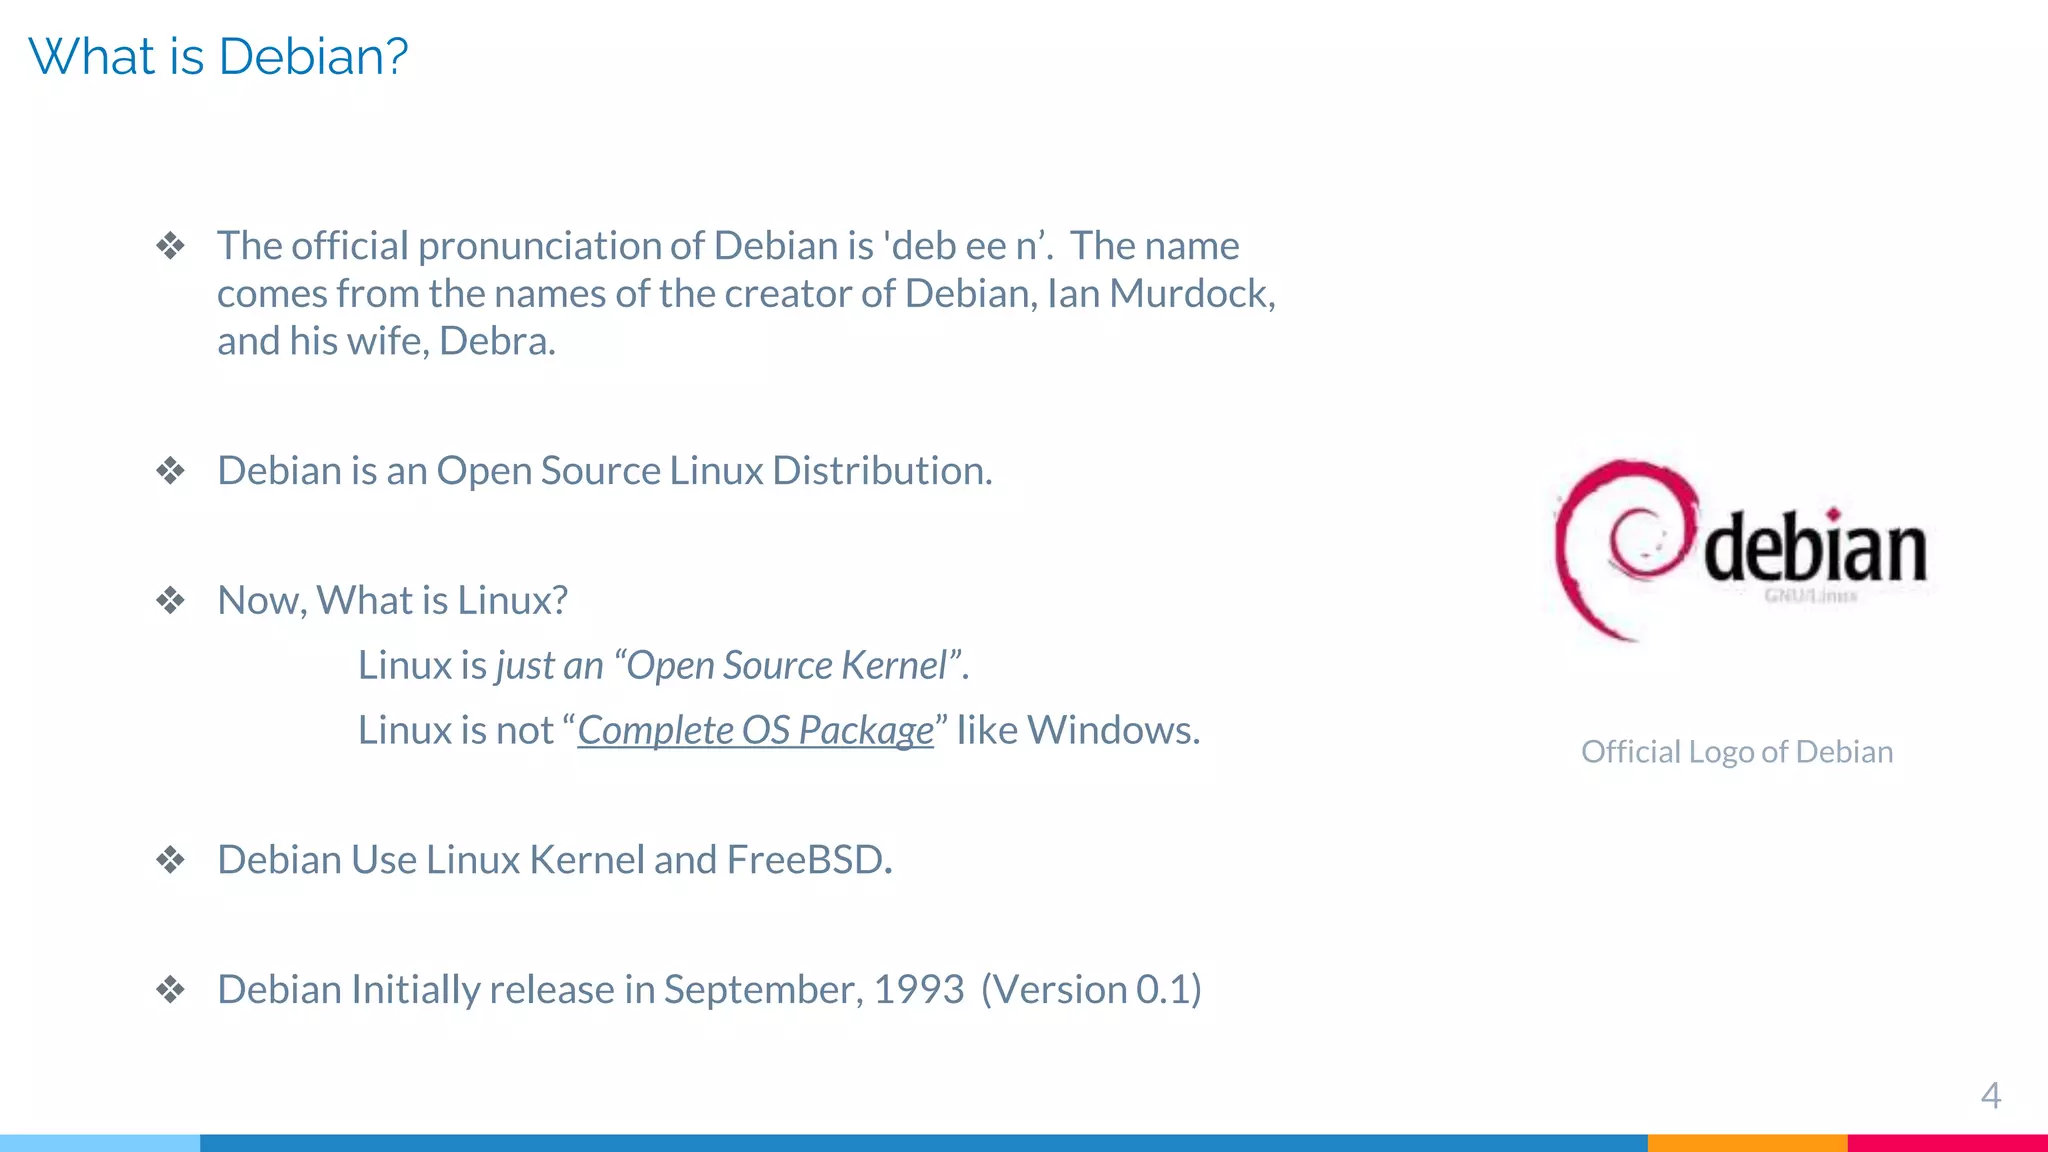 What is Debian?
❖ The official pronunciation of Debian is 'deb ee n’.  The name
comes from the names of the creator of Debian, Ian Murdock,
and his wife, Debra.
❖ Debian is an Open Source Linux Distribution.
❖ Now, What is Linux?
Linux is just an “Open Source Kernel”.
Linux is not “Complete OS Package” like Windows.
❖ Debian Use Linux Kernel and FreeBSD.
❖ Debian Initially release in September, 1993  (Version 0.1)
debian
GNU/Linux
Official Logo of Debian
4